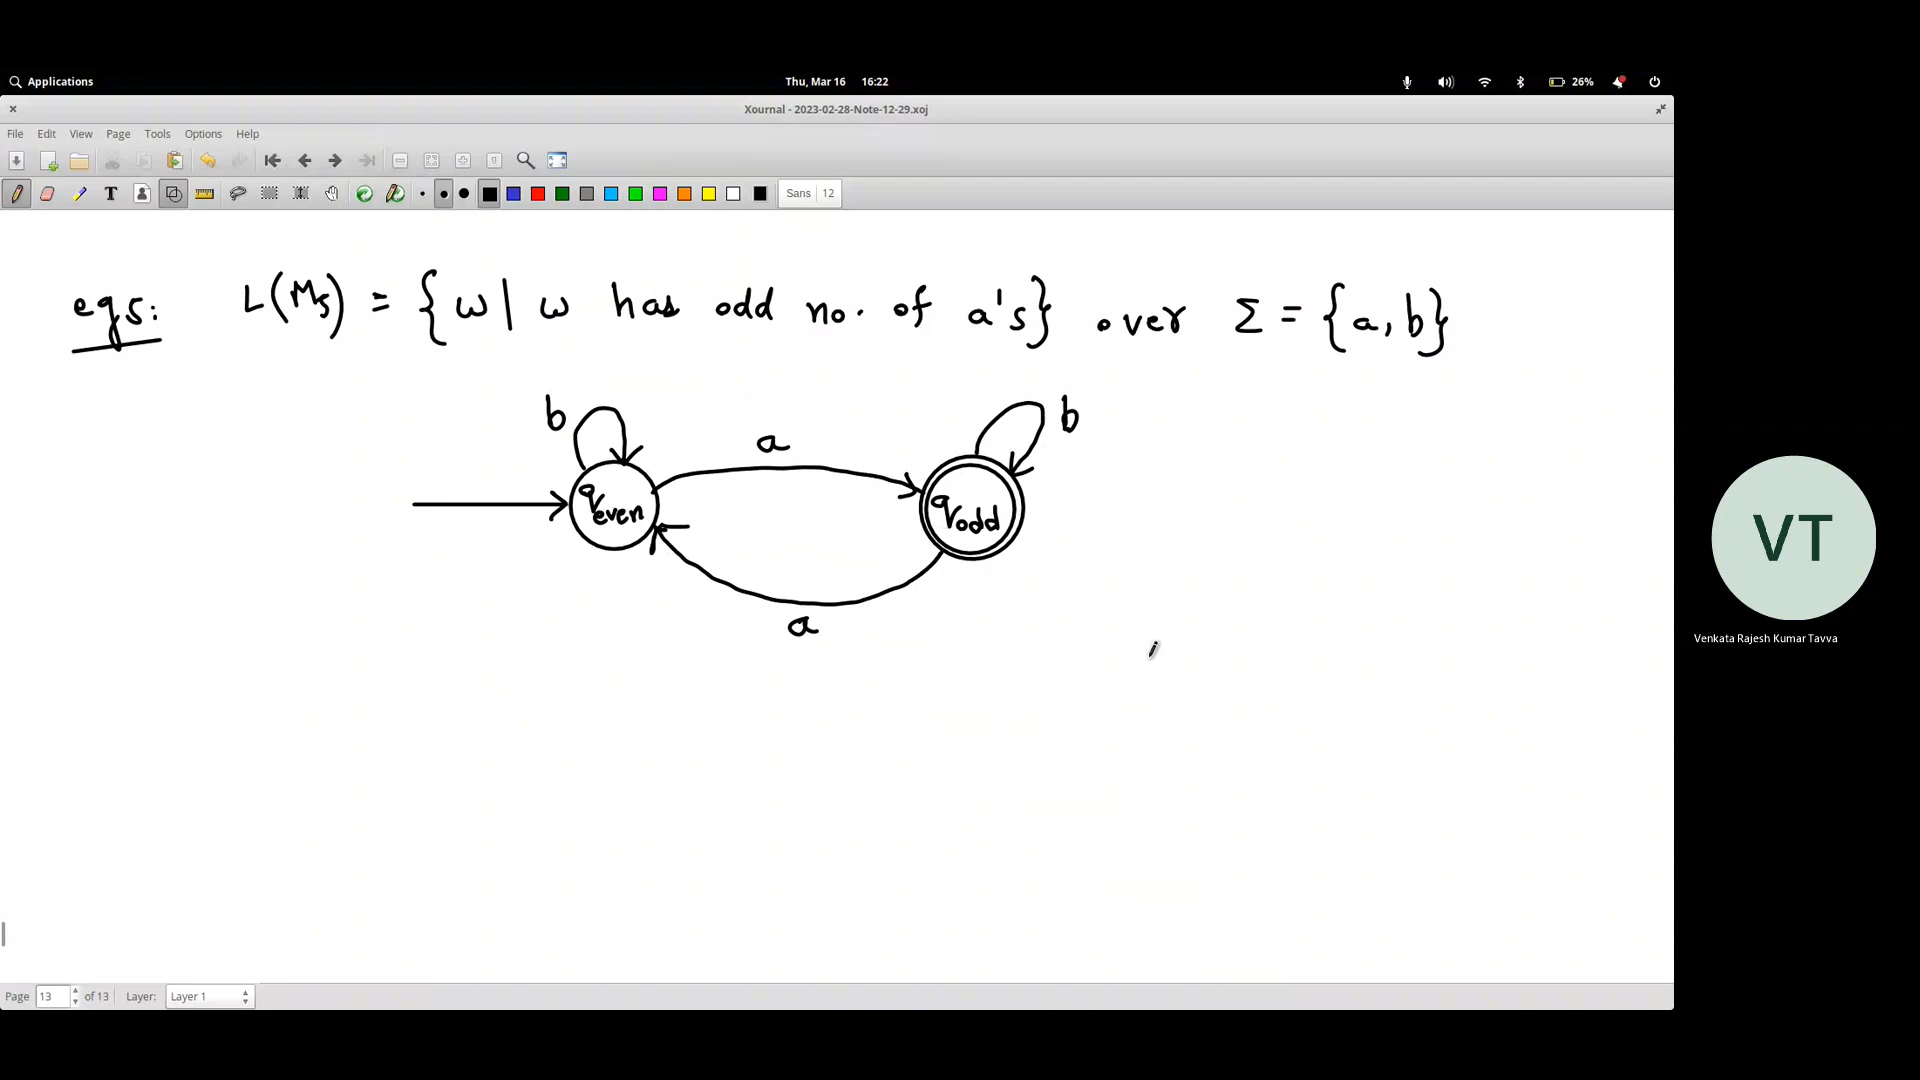 Applications
Thu, Mar 16 16:22
26%
Xournal - 2023-02-28-Note-12-29.xoj
File Edit View Page Tools Options Help
Sans 12
eg5: L(M5) = {w | w has odd no. of a's} over Σ = {a, b}
b
a
b
qeven
qodd
a
VT
Venkata Rajesh Kumar Tavva
Page 13 of 13 Layer: Layer 1